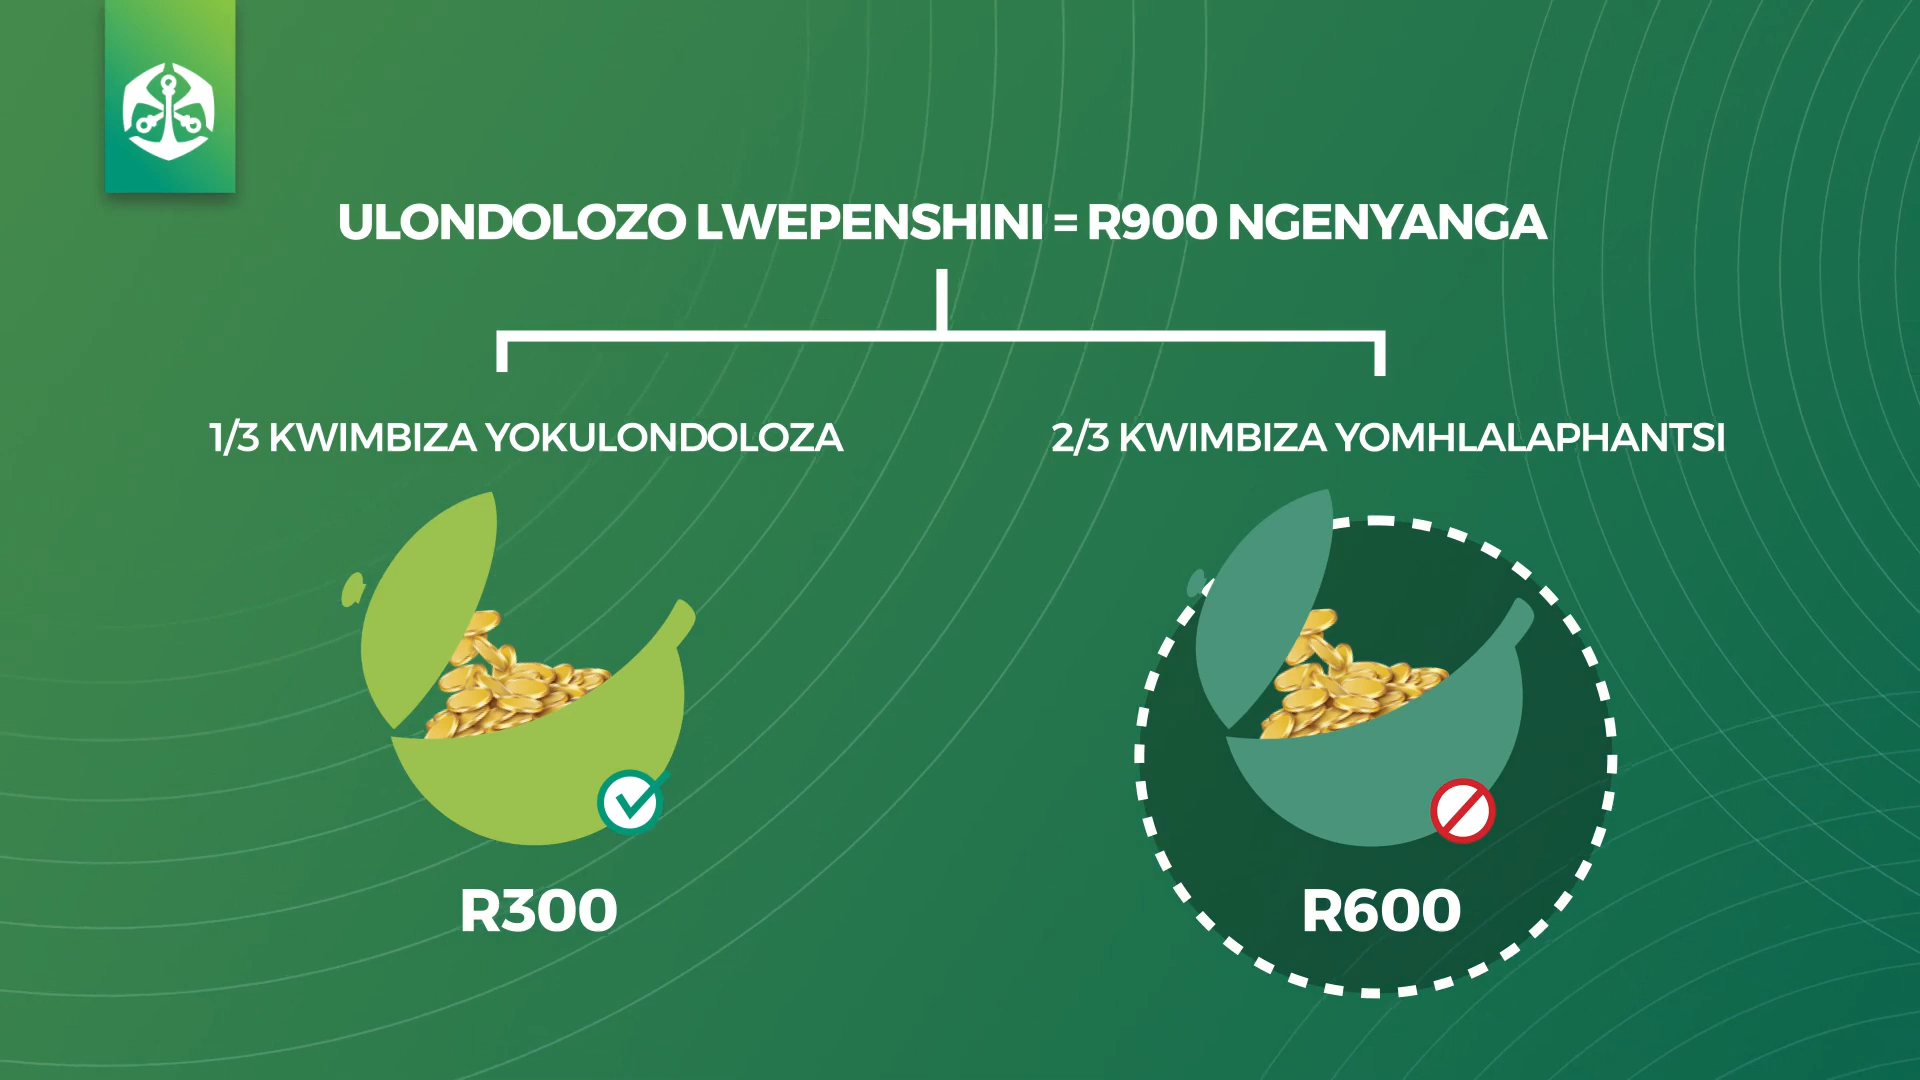 ULONDOLOZO LWEPENSHINI = R900 NGENYANGA
1/3 KWIMBIZA YOKULONDOLOZA
2/3 KWIMBIZA YOMHLALAPHANTSI
R300
R600